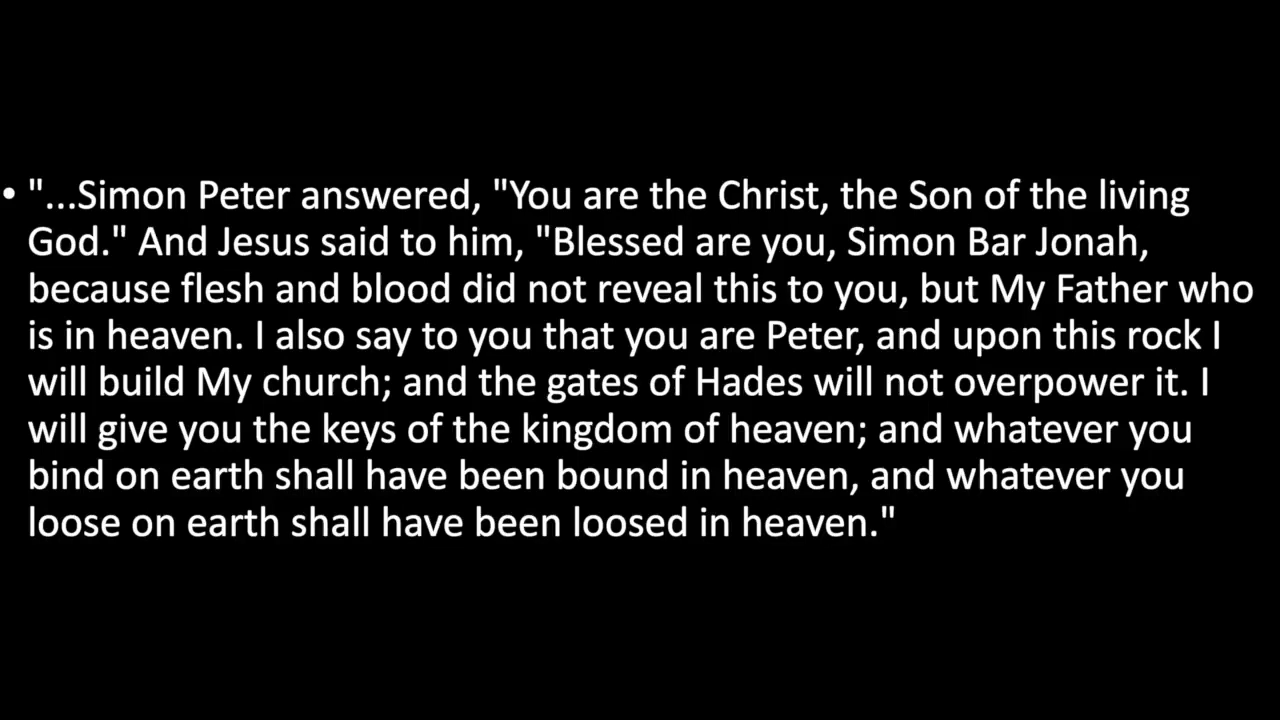 • "...Simon Peter answered, "You are the Christ, the Son of the living
God." And Jesus said to him, "Blessed are you, Simon Bar Jonah,
because flesh and blood did not reveal this to you, but My Father who
is in heaven. I also say to you that you are Peter, and upon this rock I
will build My church; and the gates of Hades will not overpower it. I
will give you the keys of the kingdom of heaven; and whatever you
bind on earth shall have been bound in heaven, and whatever you
loose on earth shall have been loosed in heaven."